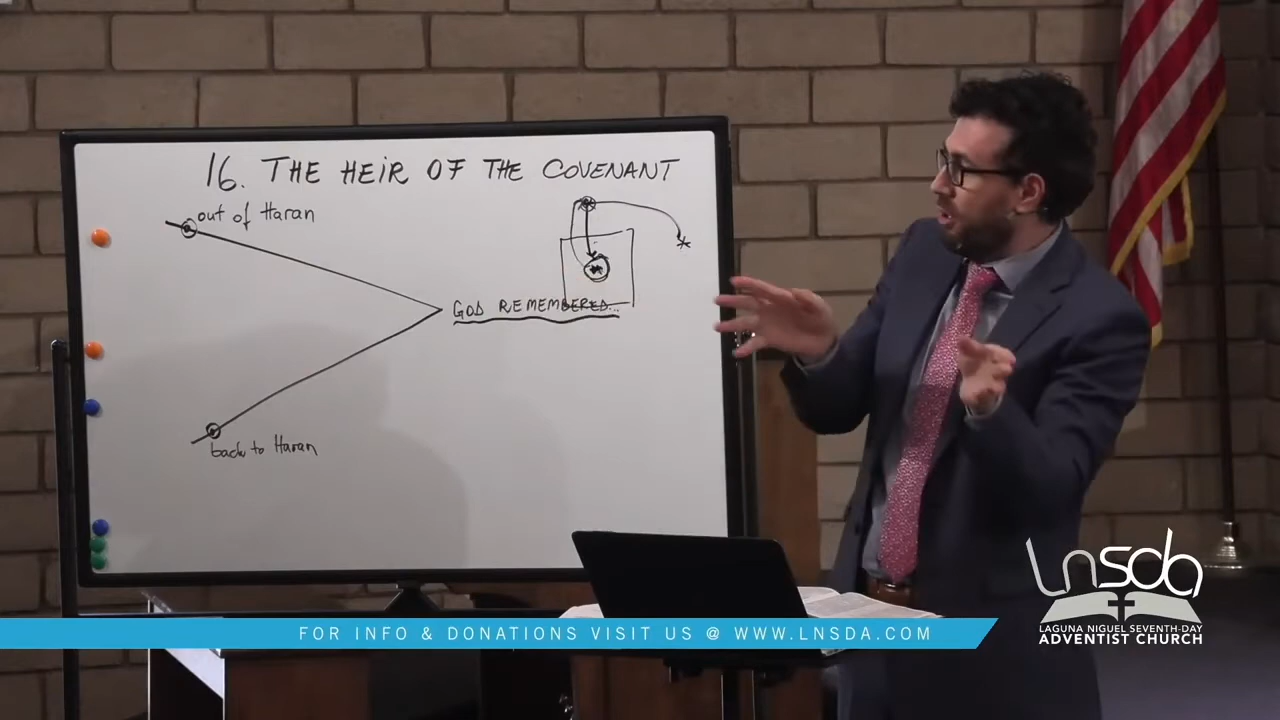 16. THE HEIR OF THE COVENANT
out of Haran
GOD REMEMBERED...
back to Haran
FOR INFO & DONATIONS VISIT US @ WWW.LNSDA.COM
Lnsda
LAGUNA NIGUEL SEVENTH-DAY
ADVENTIST CHURCH